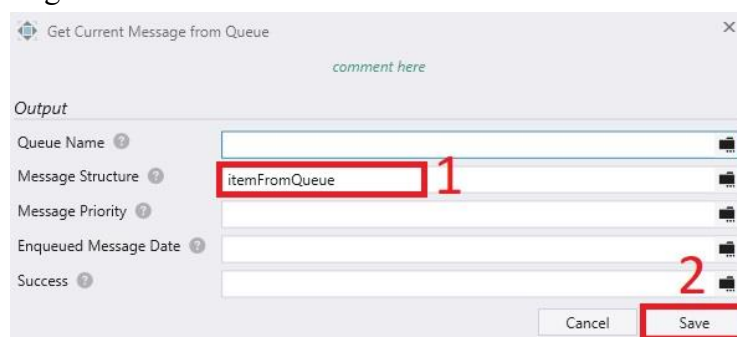 Get Current Message from Queue
comment here
Output
Queue Name
Message Structure itemFromQueue 1
Message Priority
Enqueued Message Date
Success 2
Cancel Save